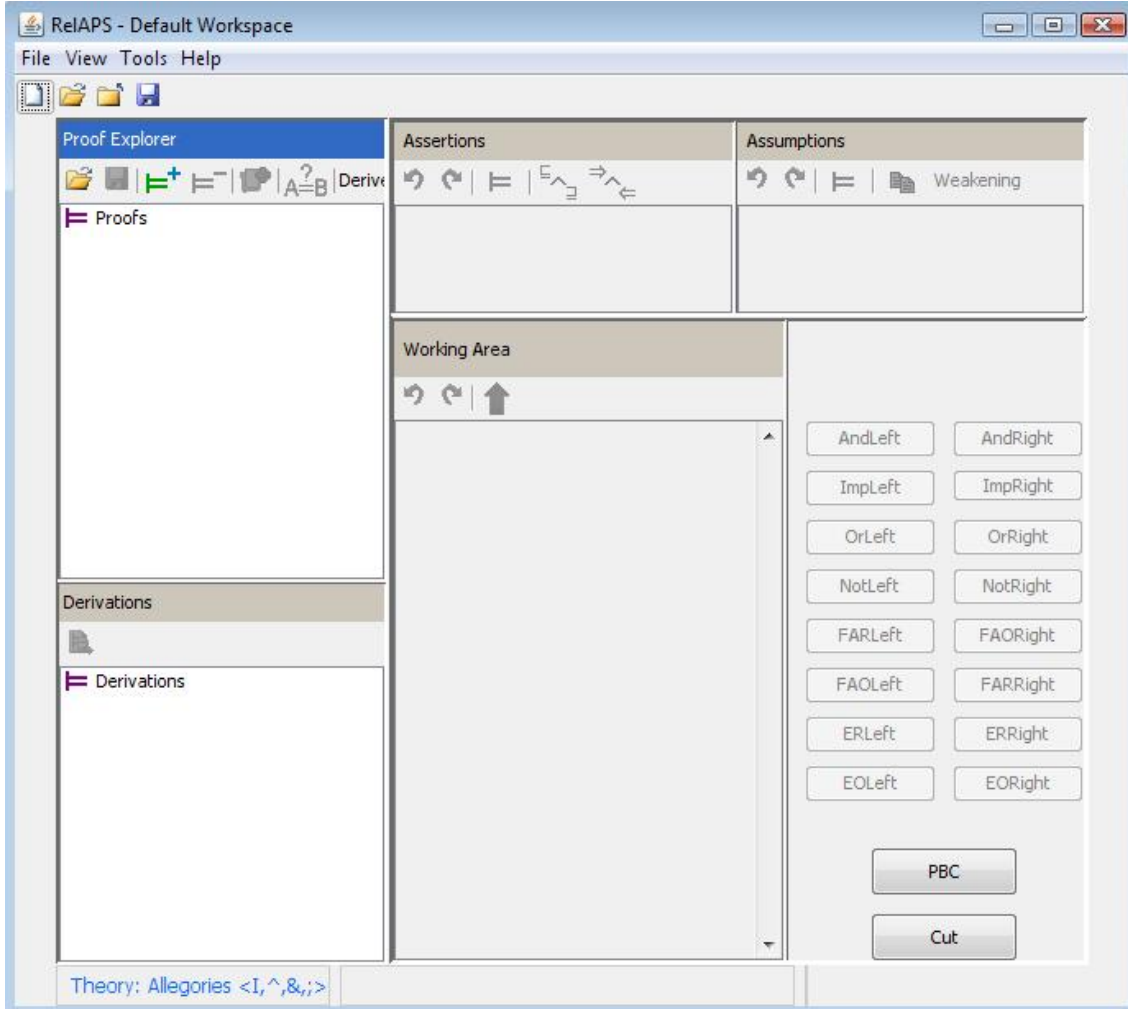 RelAPS - Default Workspace
File View Tools Help
Proof Explorer
Assertions
Assumptions
A?=B Derive
Weakening
Proofs
Working Area
AndLeft AndRight
ImpLeft ImpRight
OrLeft OrRight
NotLeft NotRight
Derivations
FARLeft FAORight
Derivations
FAOLeft FARRight
ERLeft ERRight
EOLeft EORight
PBC
Cut
Theory: Allegories <I,^,&,;>